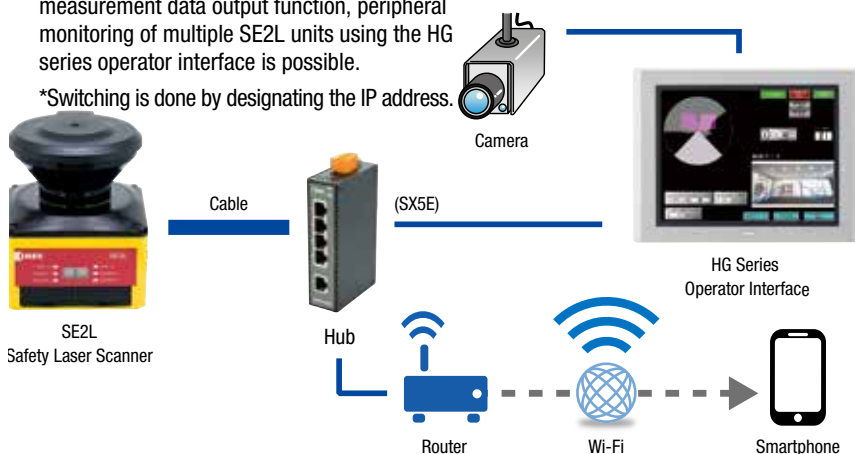 measurement data output function, peripheral
monitoring of multiple SE2L units using the HG
series operator interface is possible.
*Switching is done by designating the IP address.
Camera
Cable
(SX5E)
HG Series
Operator Interface
SE2L
Safety Laser Scanner
Hub
Router
Wi-Fi
Smartphone